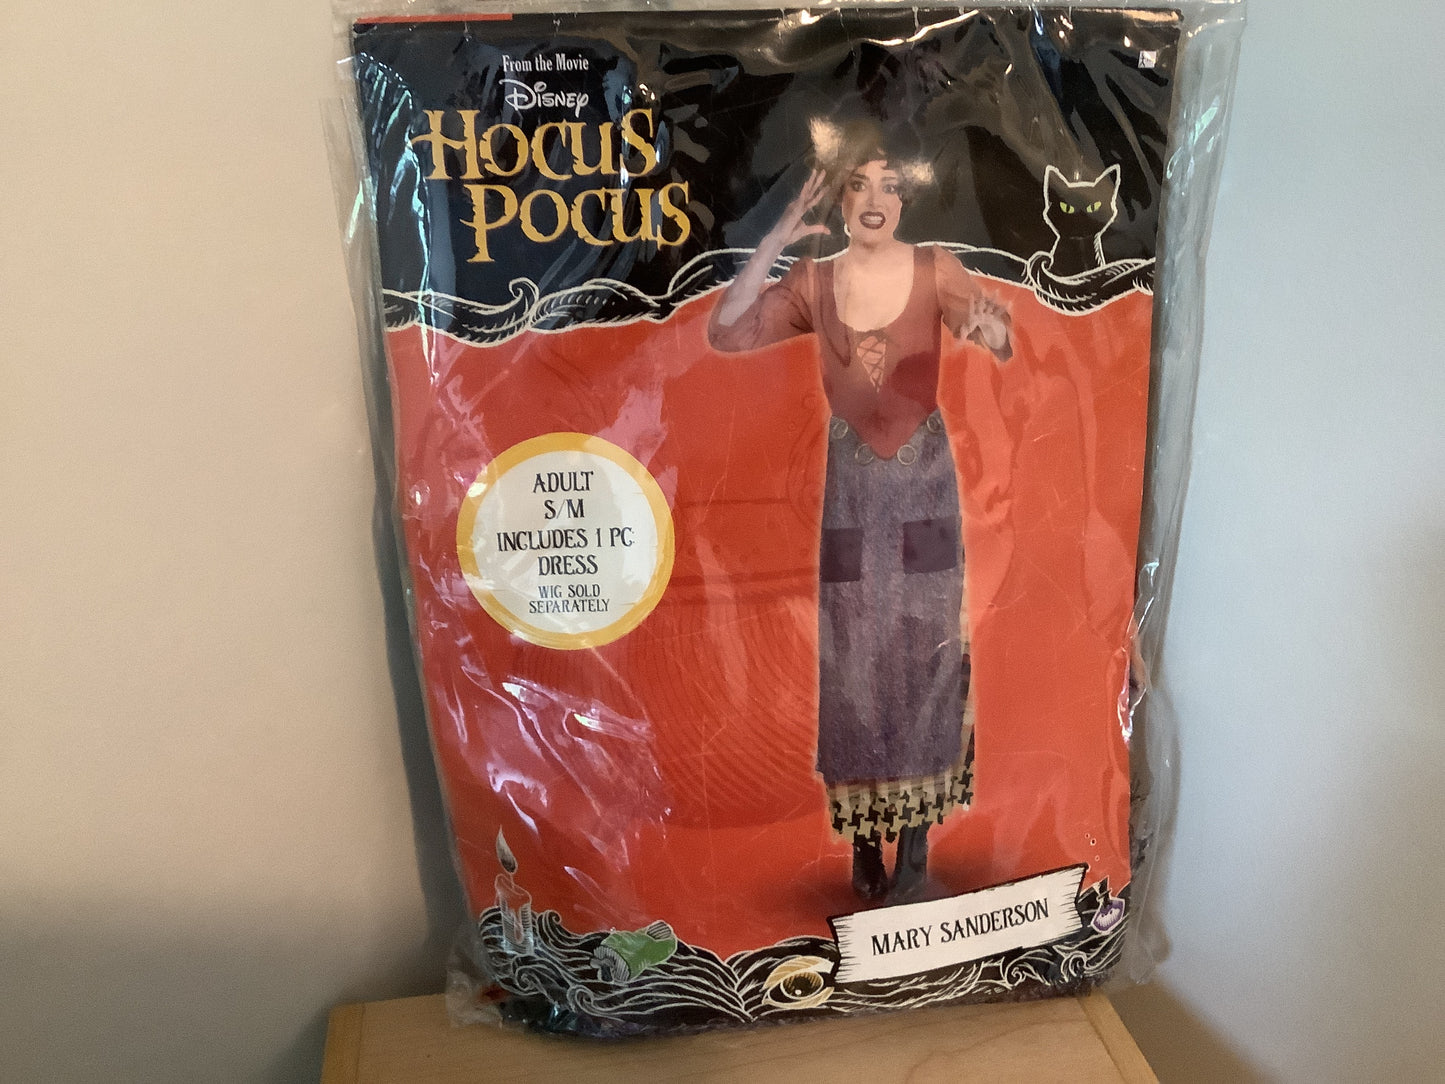 From the Movie
Disney
HOCUS
POCUS
ADULT
S/M
INCLUDES 1 PC
DRESS
WIG SOLD
SEPARATELY
MARY SANDERSON